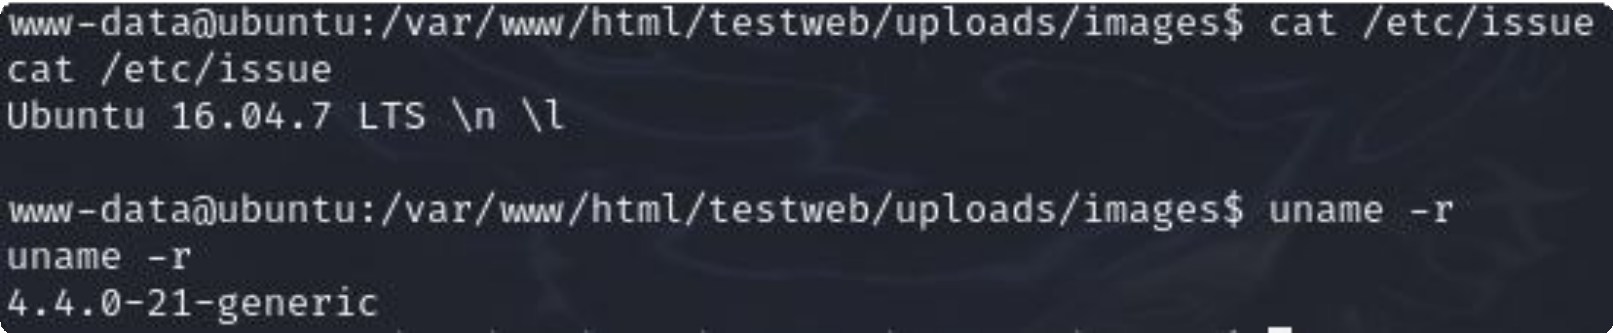 www-data@ubuntu:/var/www/html/testweb/uploads/images$ cat /etc/issue
cat /etc/issue
Ubuntu 16.04.7 LTS \n \l
www-data@ubuntu:/var/www/html/testweb/uploads/images$ uname -r
uname -r
4.4.0-21-generic